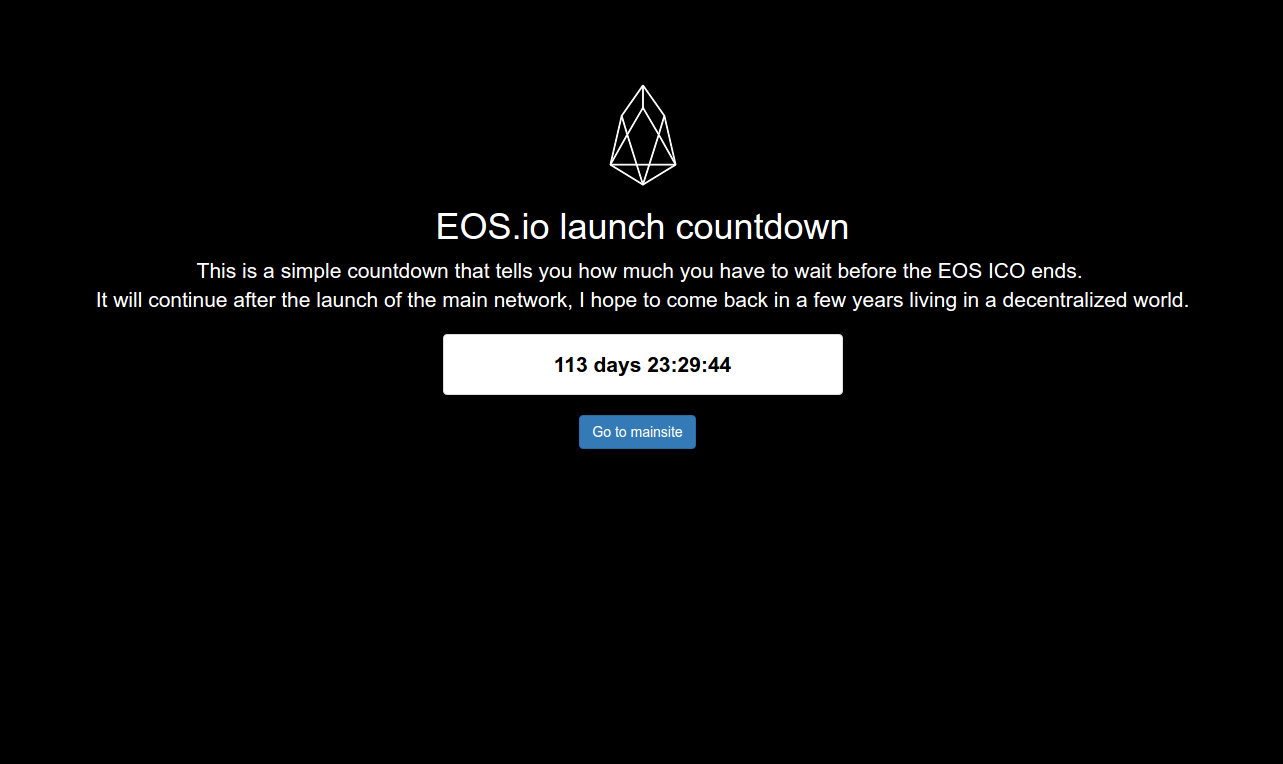 EOS.io launch countdown
This is a simple countdown that tells you how much you have to wait before the EOS ICO ends.
It will continue after the launch of the main network, I hope to come back in a few years living in a decentralized world.
113 days 23:29:44
Go to mainsite